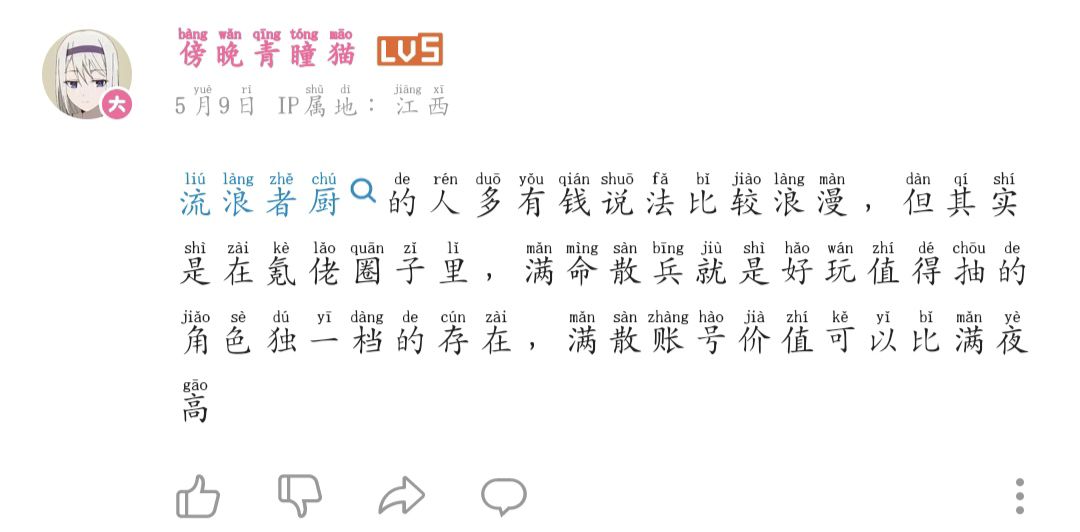 bàng wǎn qīng tóng māo
傍晚青瞳猫 LV5
yuè rì shǔ dì jiāng xī
5月9日 IP属地：江西
大
liú làng zhě chú de rén duō yǒu qián shuō fǎ bǐ jiào làng màn dàn qí shí
流浪者厨的人多有钱说法比较浪漫，但其实
shì zài kè lǎo quān zǐ lǐ mǎn mìng sàn bīng jiù shì hǎo wán zhí dé chōu de
是在氪佬圈子里，满命散兵就是好玩值得抽的
jiǎo sè dú yī dàng de cún zài mǎn sàn zhàng hào jià zhí kě yǐ bǐ mǎn yè
角色独一档的存在，满散账号价值可以比满夜
gāo
高